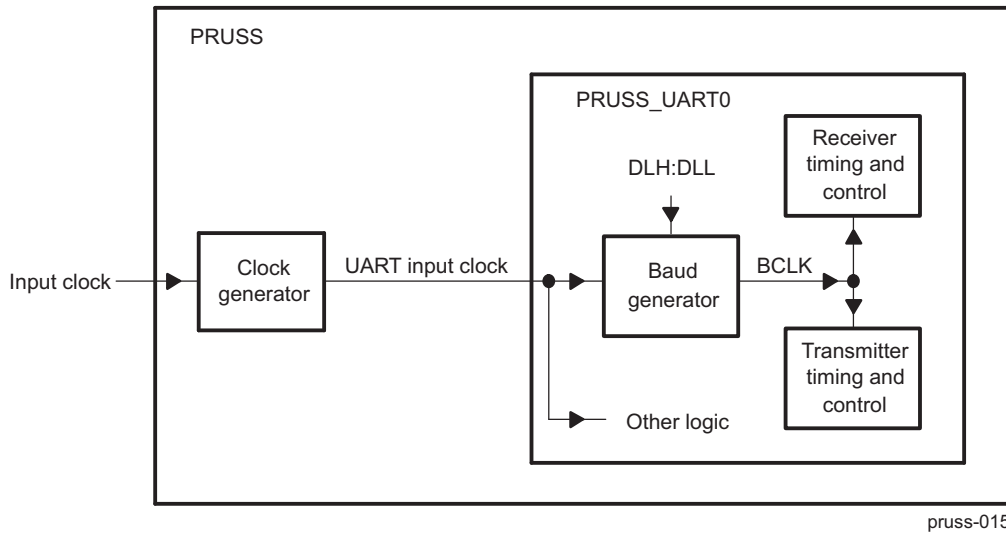 PRUSS
PRUSS_UART0
Receiver
timing and
control
DLH:DLL
Input clock
Clock
generator
UART input clock
Baud
generator
BCLK
Transmitter
timing and
control
Other logic
pruss-015